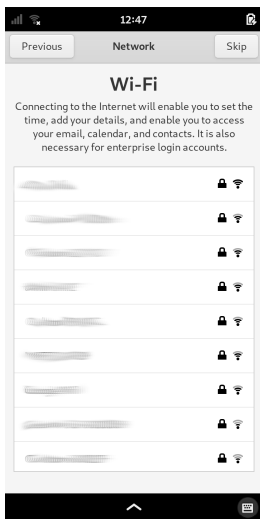 12:47
Previous
Network
Skip
Wi-Fi
Connecting to the Internet will enable you to set the
time, add your details, and enable you to access
your email, calendar, and contacts. It is also
necessary for enterprise login accounts.